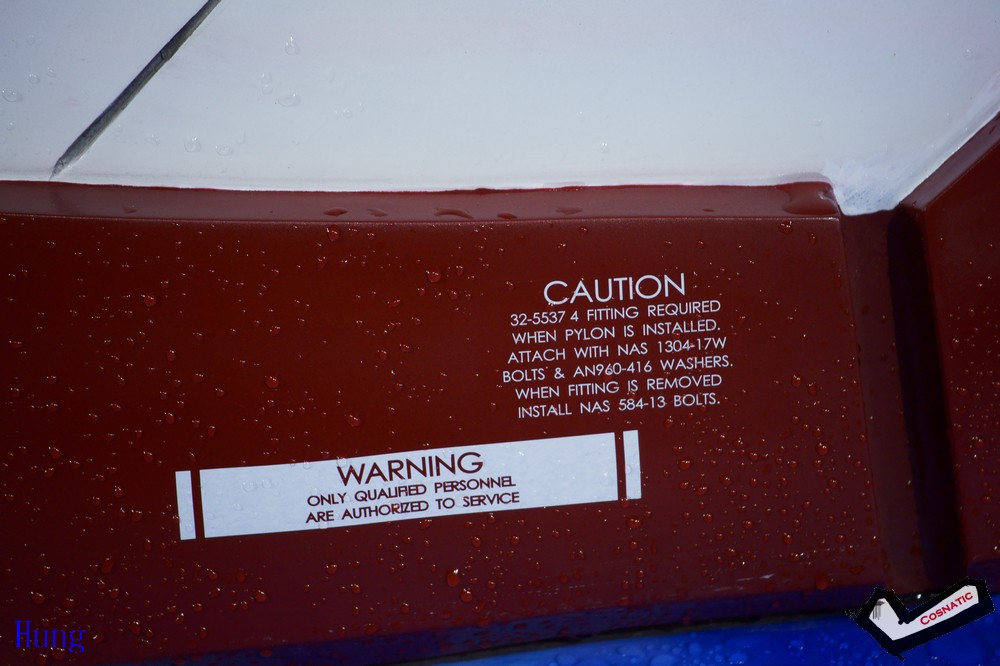 CAUTION
32-5537 4 FITTING REQUIRED
WHEN PYLON IS INSTALLED.
ATTACH WITH NAS 1304-17W
BOLTS & AN960-416 WASHERS.
WHEN FITTING IS REMOVED
INSTALL NAS 584-13 BOLTS.
WARNING
ONLY QUALIFIED PERSONNEL
ARE AUTHORIZED TO SERVICE
Hung
COSNATIC